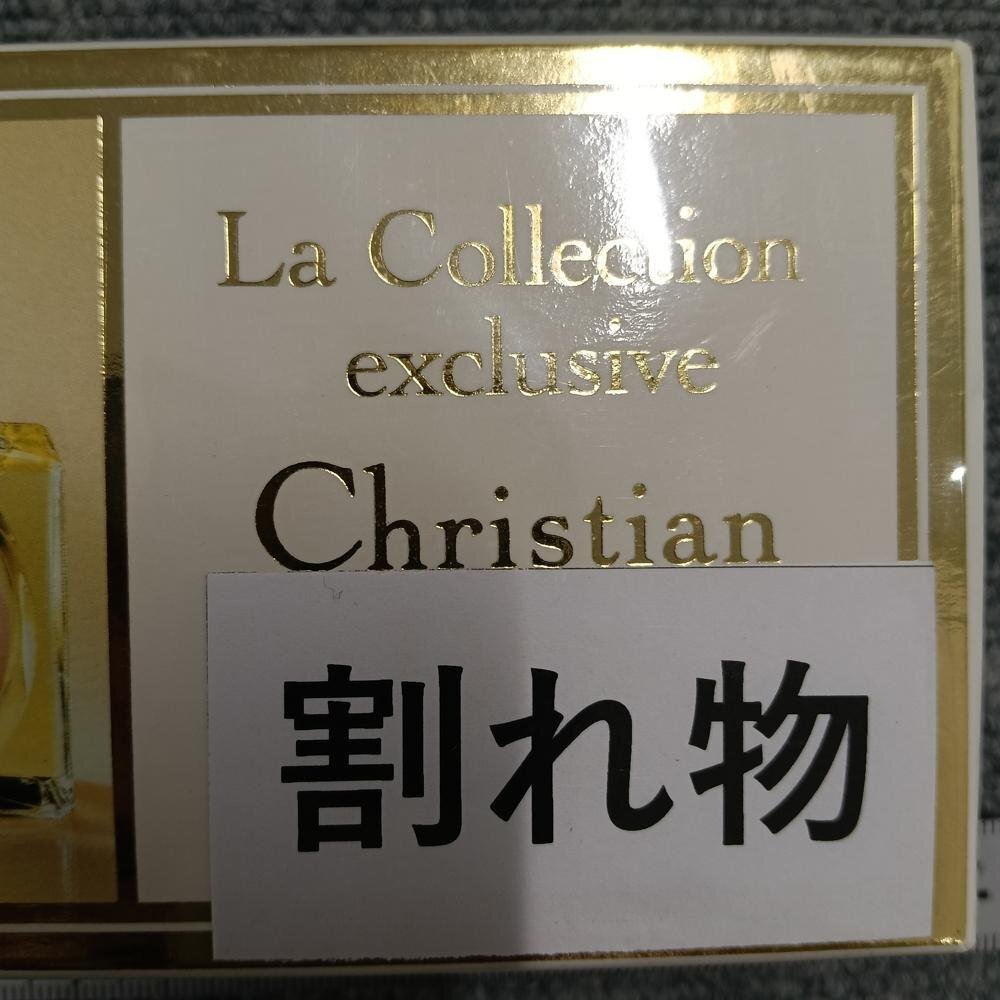 La Collection
exclusive
Christian
割れ物